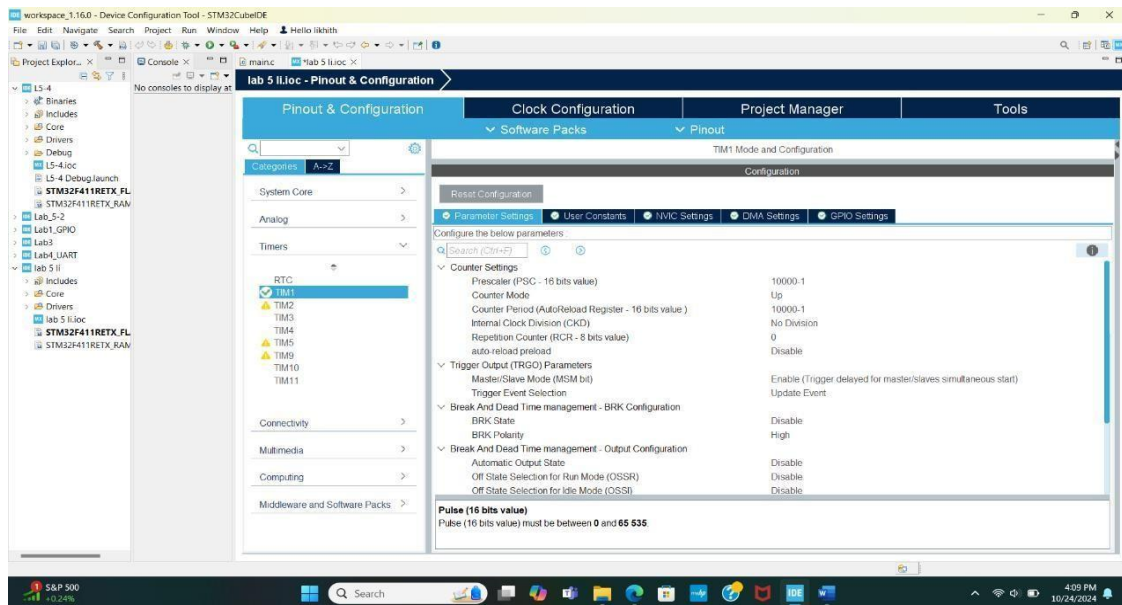 workspace_1.16.0 - Device Configuration Tool - STM32CubeIDE
File Edit Navigate Search Project Run Window Help Hello likhith
Project Explor... Console main.c *lab 5 li.ioc
No consoles to display at
L5-4
Binaries
Includes
Core
Drivers
Debug
L5-4.ioc
L5-4 Debug.launch
STM32F411RETX_FL
STM32F411RETX_RAM
Lab_5-2
Lab1_GPIO
Lab3
Lab4_UART
lab 5 li
Includes
Core
Drivers
lab 5 li.ioc
STM32F411RETX_FL
STM32F411RETX_RAM
lab 5 li.ioc - Pinout & Configuration
Pinout & Configuration Clock Configuration Project Manager Tools
Software Packs Pinout
Categories A->Z
System Core
Analog
Timers
RTC
TIM1
TIM2
TIM3
TIM4
TIM5
TIM9
TIM10
TIM11
Connectivity
Multimedia
Computing
Middleware and Software Packs
TIM1 Mode and Configuration
Configuration
Reset Configuration
Parameter Settings User Constants NVIC Settings DMA Settings GPIO Settings
Configure the below parameters :
Search (Ctrl+F)
Counter Settings
Prescaler (PSC - 16 bits value) 10000-1
Counter Mode Up
Counter Period (AutoReload Register - 16 bits value ) 10000-1
Internal Clock Division (CKD) No Division
Repetition Counter (RCR - 8 bits value) 0
auto-reload preload Disable
Trigger Output (TRGO) Parameters
Master/Slave Mode (MSM bit) Enable (Trigger delayed for master/slaves simultaneous start)
Trigger Event Selection Update Event
Break And Dead Time management - BRK Configuration
BRK State Disable
BRK Polarity High
Break And Dead Time management - Output Configuration
Automatic Output State Disable
Off State Selection for Run Mode (OSSR) Disable
Off State Selection for Idle Mode (OSSI) Disable
Pulse (16 bits value)
Pulse (16 bits value) must be between 0 and 65 535.
1
S&P 500
+0.24%
Search
IDE
4:09 PM
10/24/2024